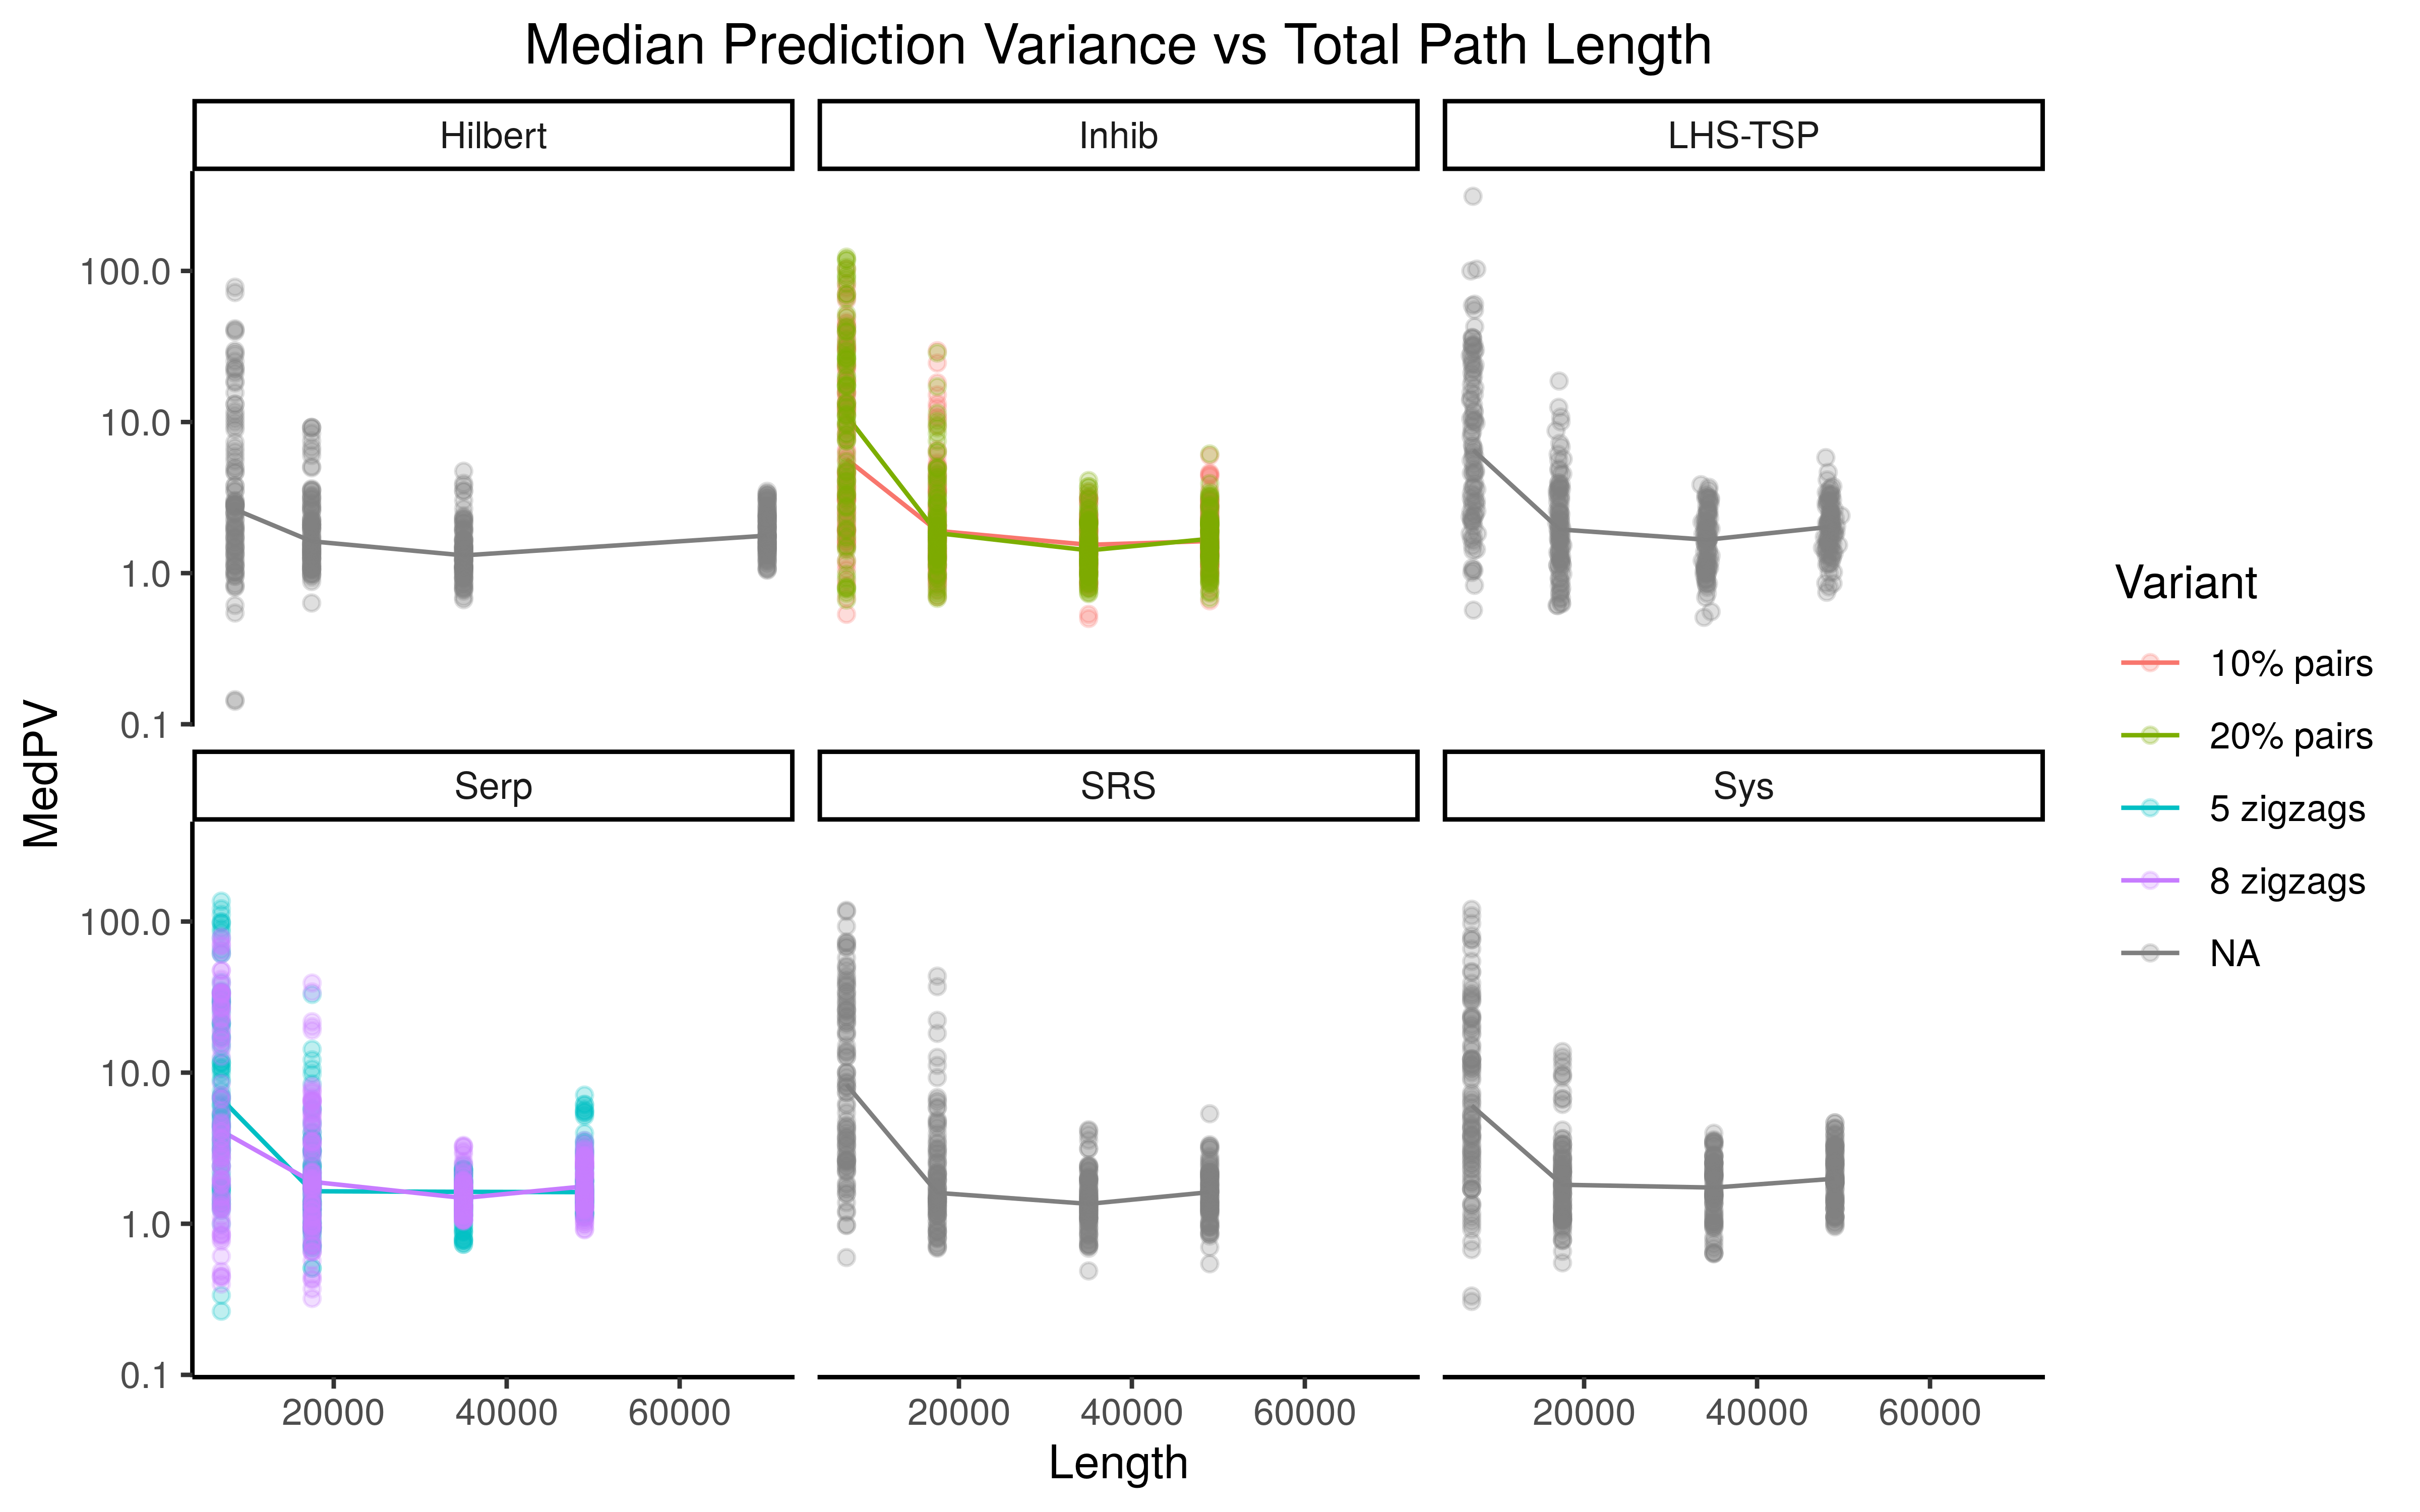 Median Prediction Variance vs Total Path Length
Hilbert
Inhib
LHS-TSP
100.0
10.0
1.0
0.1
Serp
SRS
Sys
100.0
10.0
1.0
0.1
20000
40000
60000
20000
40000
60000
20000
40000
60000
Length
MedPV
Variant
10% pairs
20% pairs
5 zigzags
8 zigzags
NA